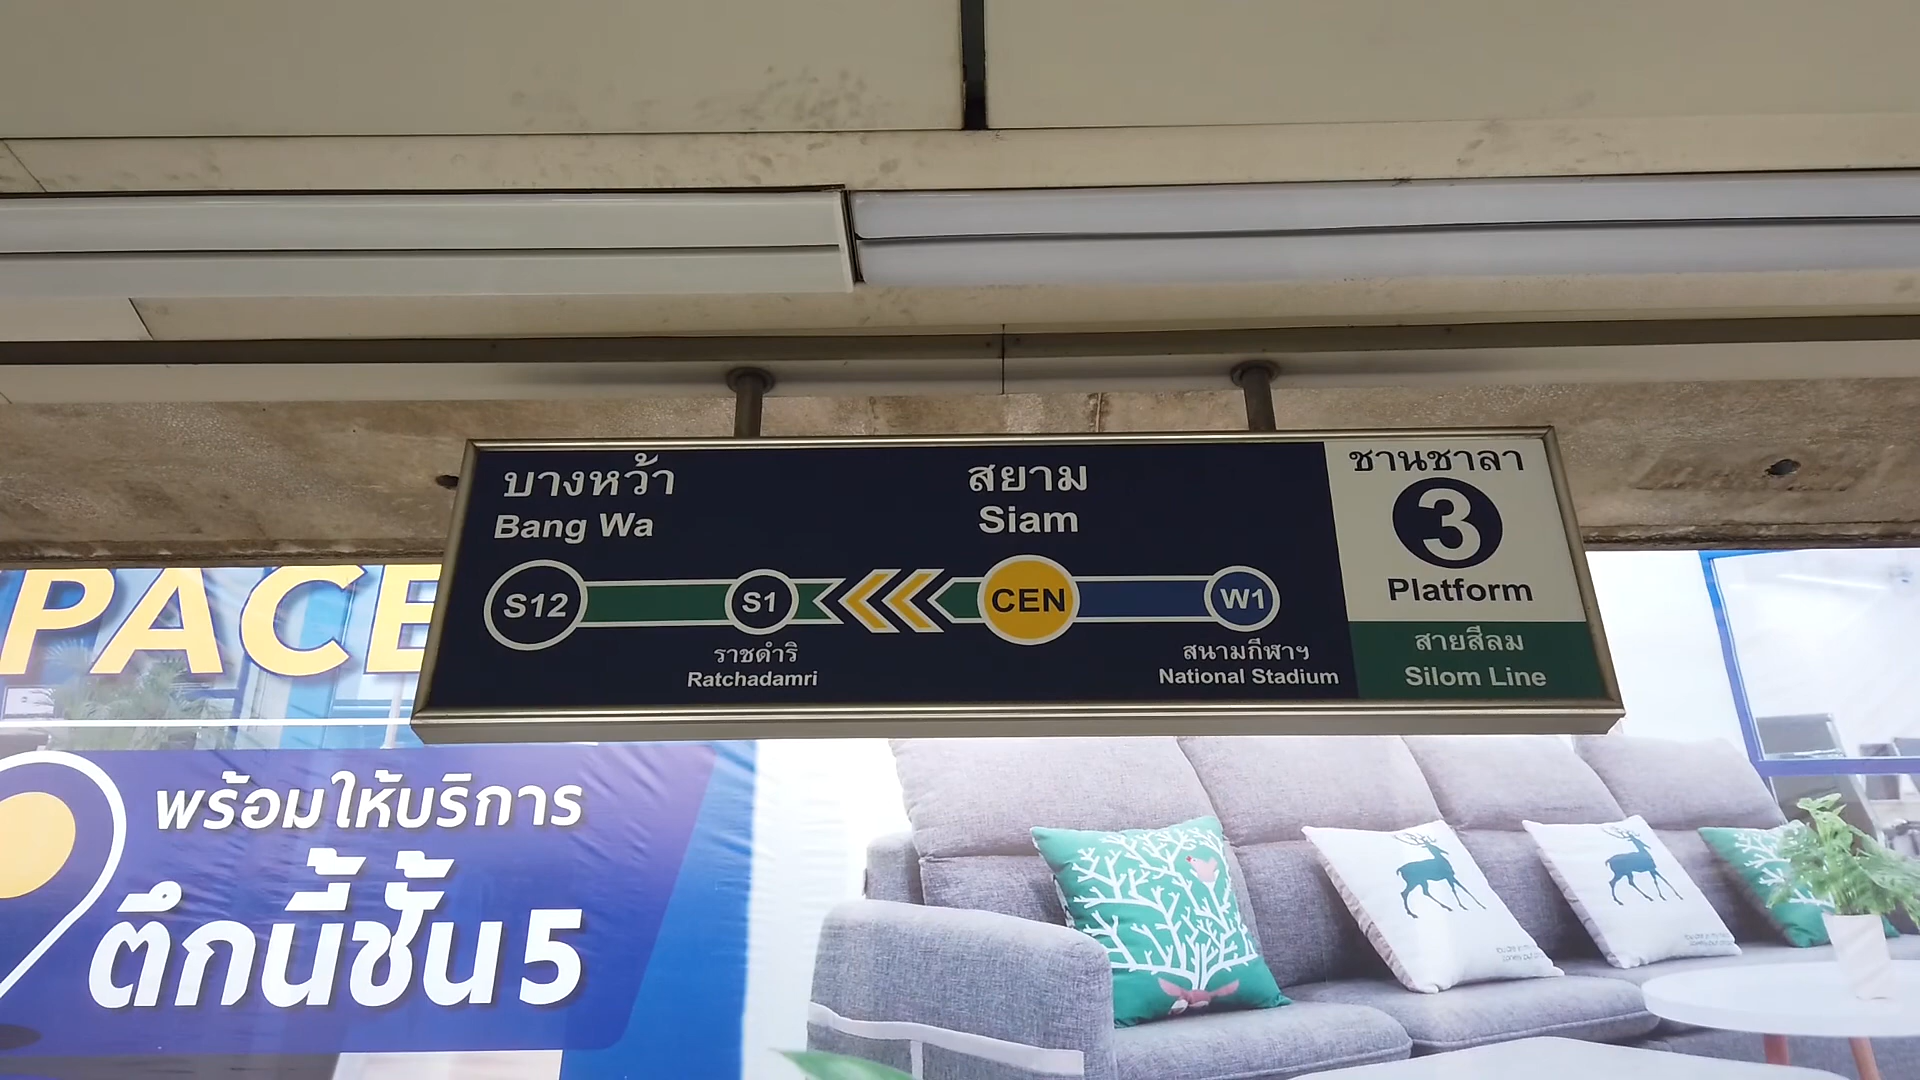 บางหว้า
Bang Wa
สยาม
Siam
S12
S1
CEN
W1
ราชดำริ
Ratchadamri
สนามกีฬาฯ
National Stadium
ชานชาลา
3
Platform
สายสีลม
Silom Line
พร้อมให้บริการ
ตึกนี้ชั้น 5